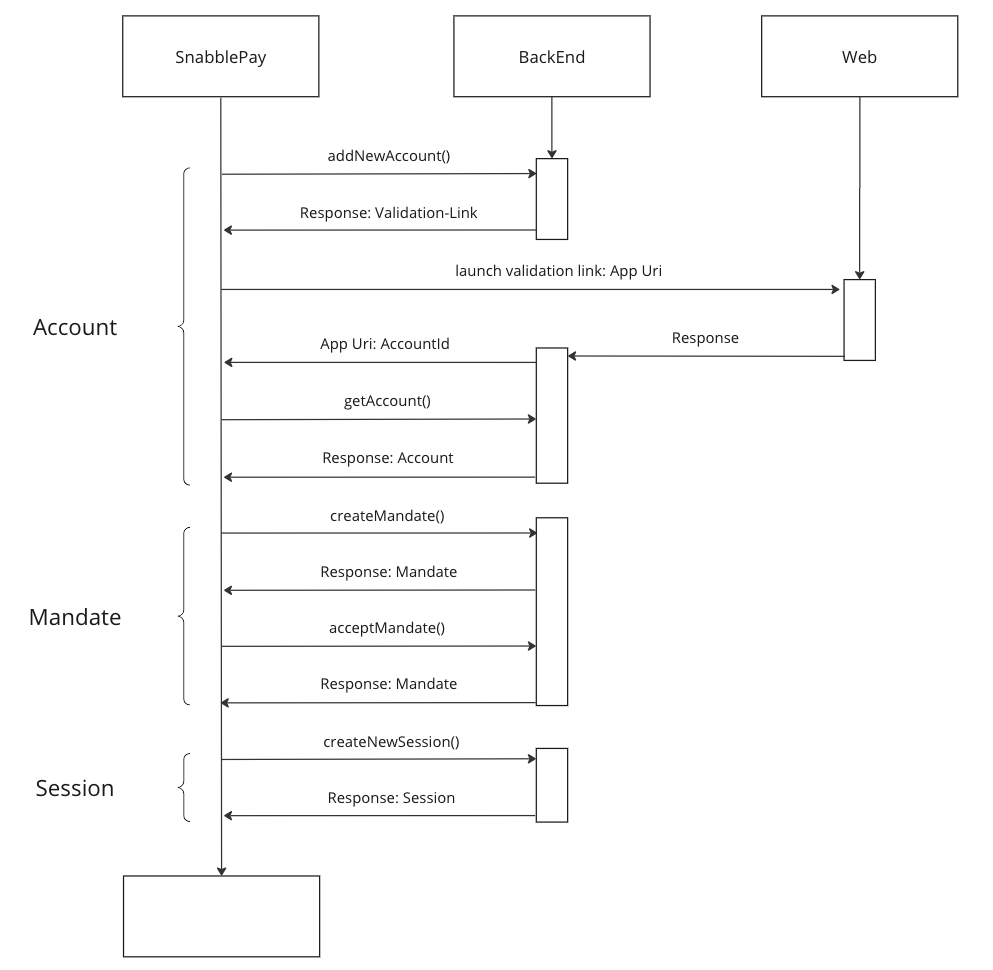 SnabblePay
BackEnd
Web
addNewAccount()
Response: Validation-Link
launch validation link: App Uri
Account
Response
App Uri: AccountId
getAccount()
Response: Account
createMandate()
Response: Mandate
Mandate
acceptMandate()
Response: Mandate
createNewSession()
Session
Response: Session